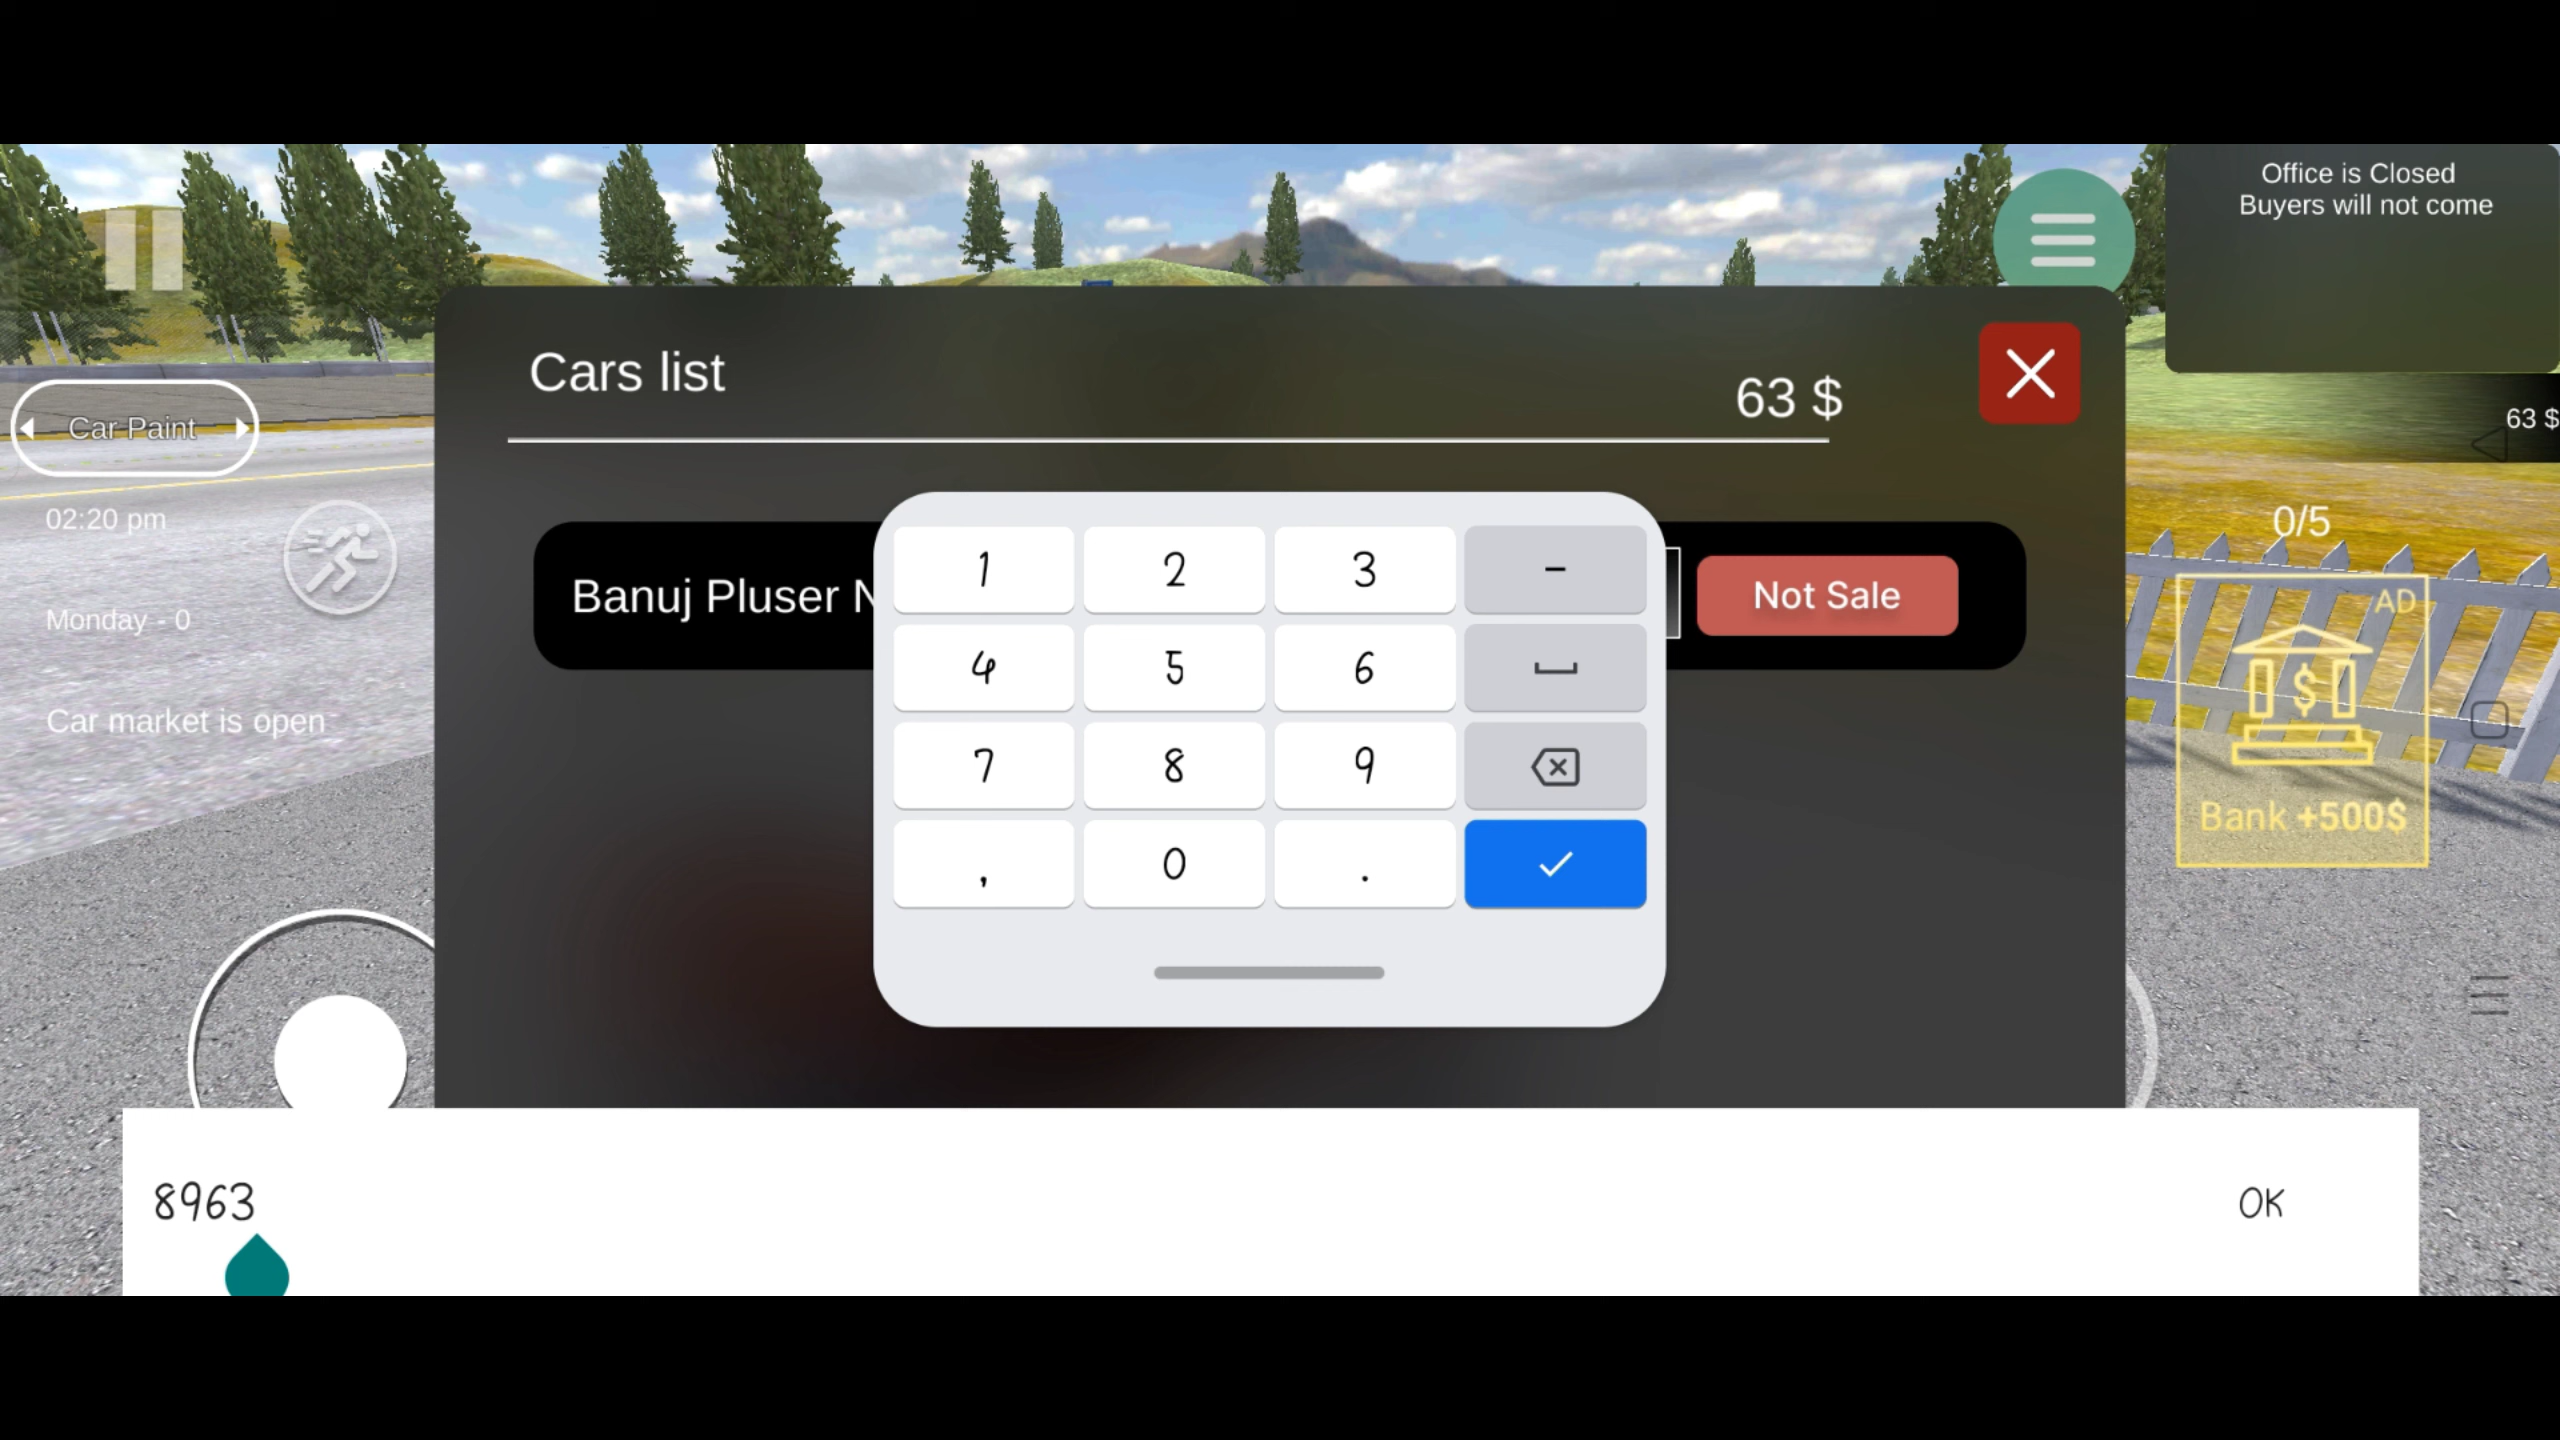 Office is Closed
Buyers will not come
Cars list
63 $
63 $
Car Paint
02:20 pm
Monday - 0
Car market is open
Banuj Pluser
Not Sale
0/5
AD
$
Bank +500$
1 2 3 -
4 5 6
7 8 9
, 0 .
8963
OK